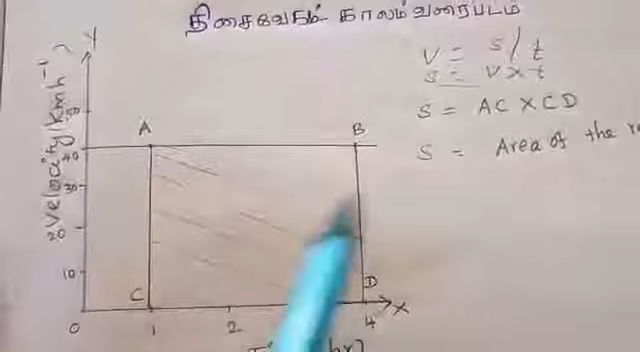 திசைவேகம் காலம் வரைபடம்
V = s/t
S = v x t
S = AC X CD
S = Area of the
Y
Velocity (Kmh⁻¹)
50
40
30
20
10
0
A
B
C
D
1
2
4
X